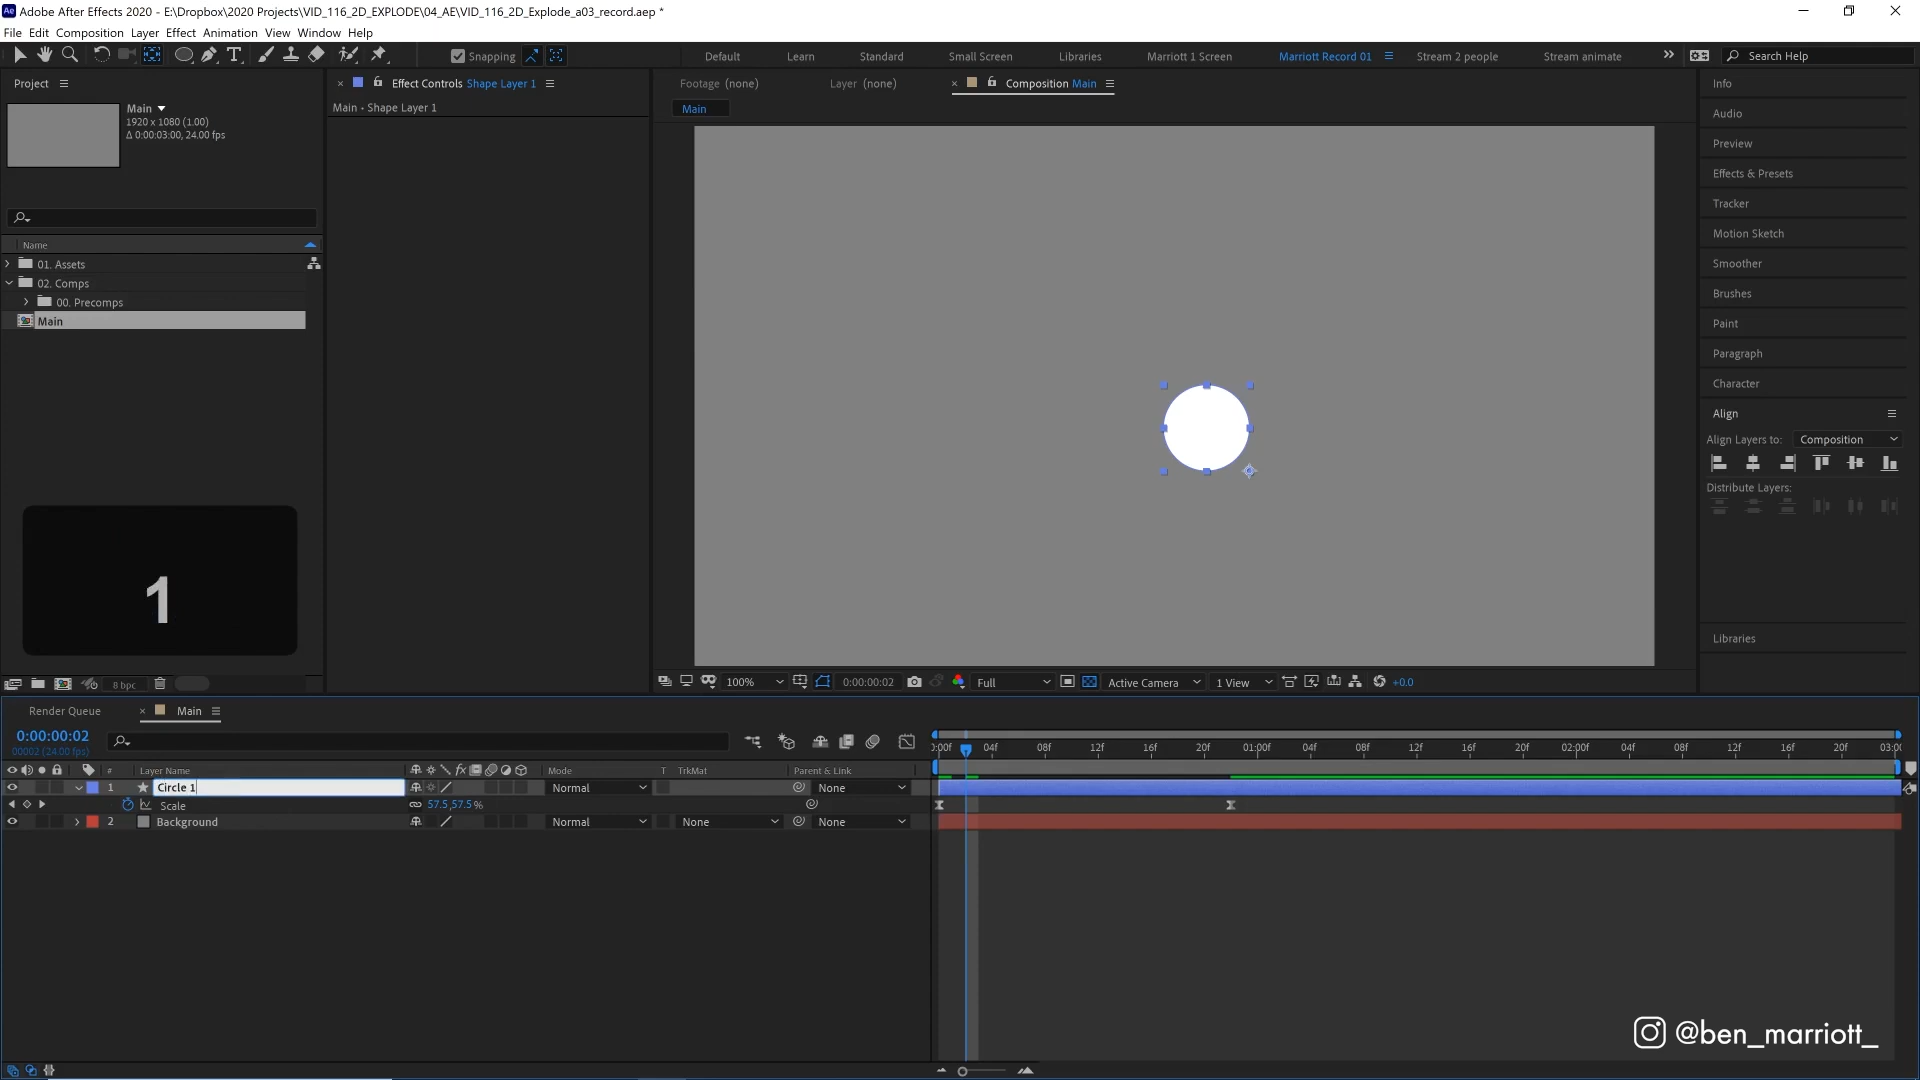 Adobe After Effects 2020 - E:\Dropbox\2020 Projects\VID_116_2D_EXPLODE\04_AE\VID_116_2D_Explode_a03_record.aep *
File Edit Composition Layer Effect Animation View Window Help
Snapping
Default Learn Standard Small Screen Libraries Marriott 1 Screen Marriott Record 01 Stream 2 people Stream animate
Search Help
Project
Effect Controls Shape Layer 1
Footage (none) Layer (none) Composition Main
Info
Main
1920 x 1080 (1.00)
Δ 0:00:03:00, 24.00 fps
Main • Shape Layer 1
Main
Audio
Preview
Effects & Presets
Tracker
Motion Sketch
Smoother
Brushes
Paint
Paragraph
Character
Align
Align Layers to: Composition
Distribute Layers:
Libraries
Name
01. Assets
02. Comps
00. Precomps
Main
1
8 bpc
100% 0:00:00:02 Full Active Camera 1 View +0.0
Render Queue Main
0:00:00:02
00002 (24.00 fps)
0:00f 04f 08f 12f 16f 20f 01:00f 04f 08f 12f 16f 20f 02:00f 04f 08f 12f 16f 20f 03:00
# Layer Name fx Mode T TrkMat Parent & Link
1 Circle 1 Normal None
Scale 57.5,57.5 %
2 Background Normal None None
@ben_marriott_